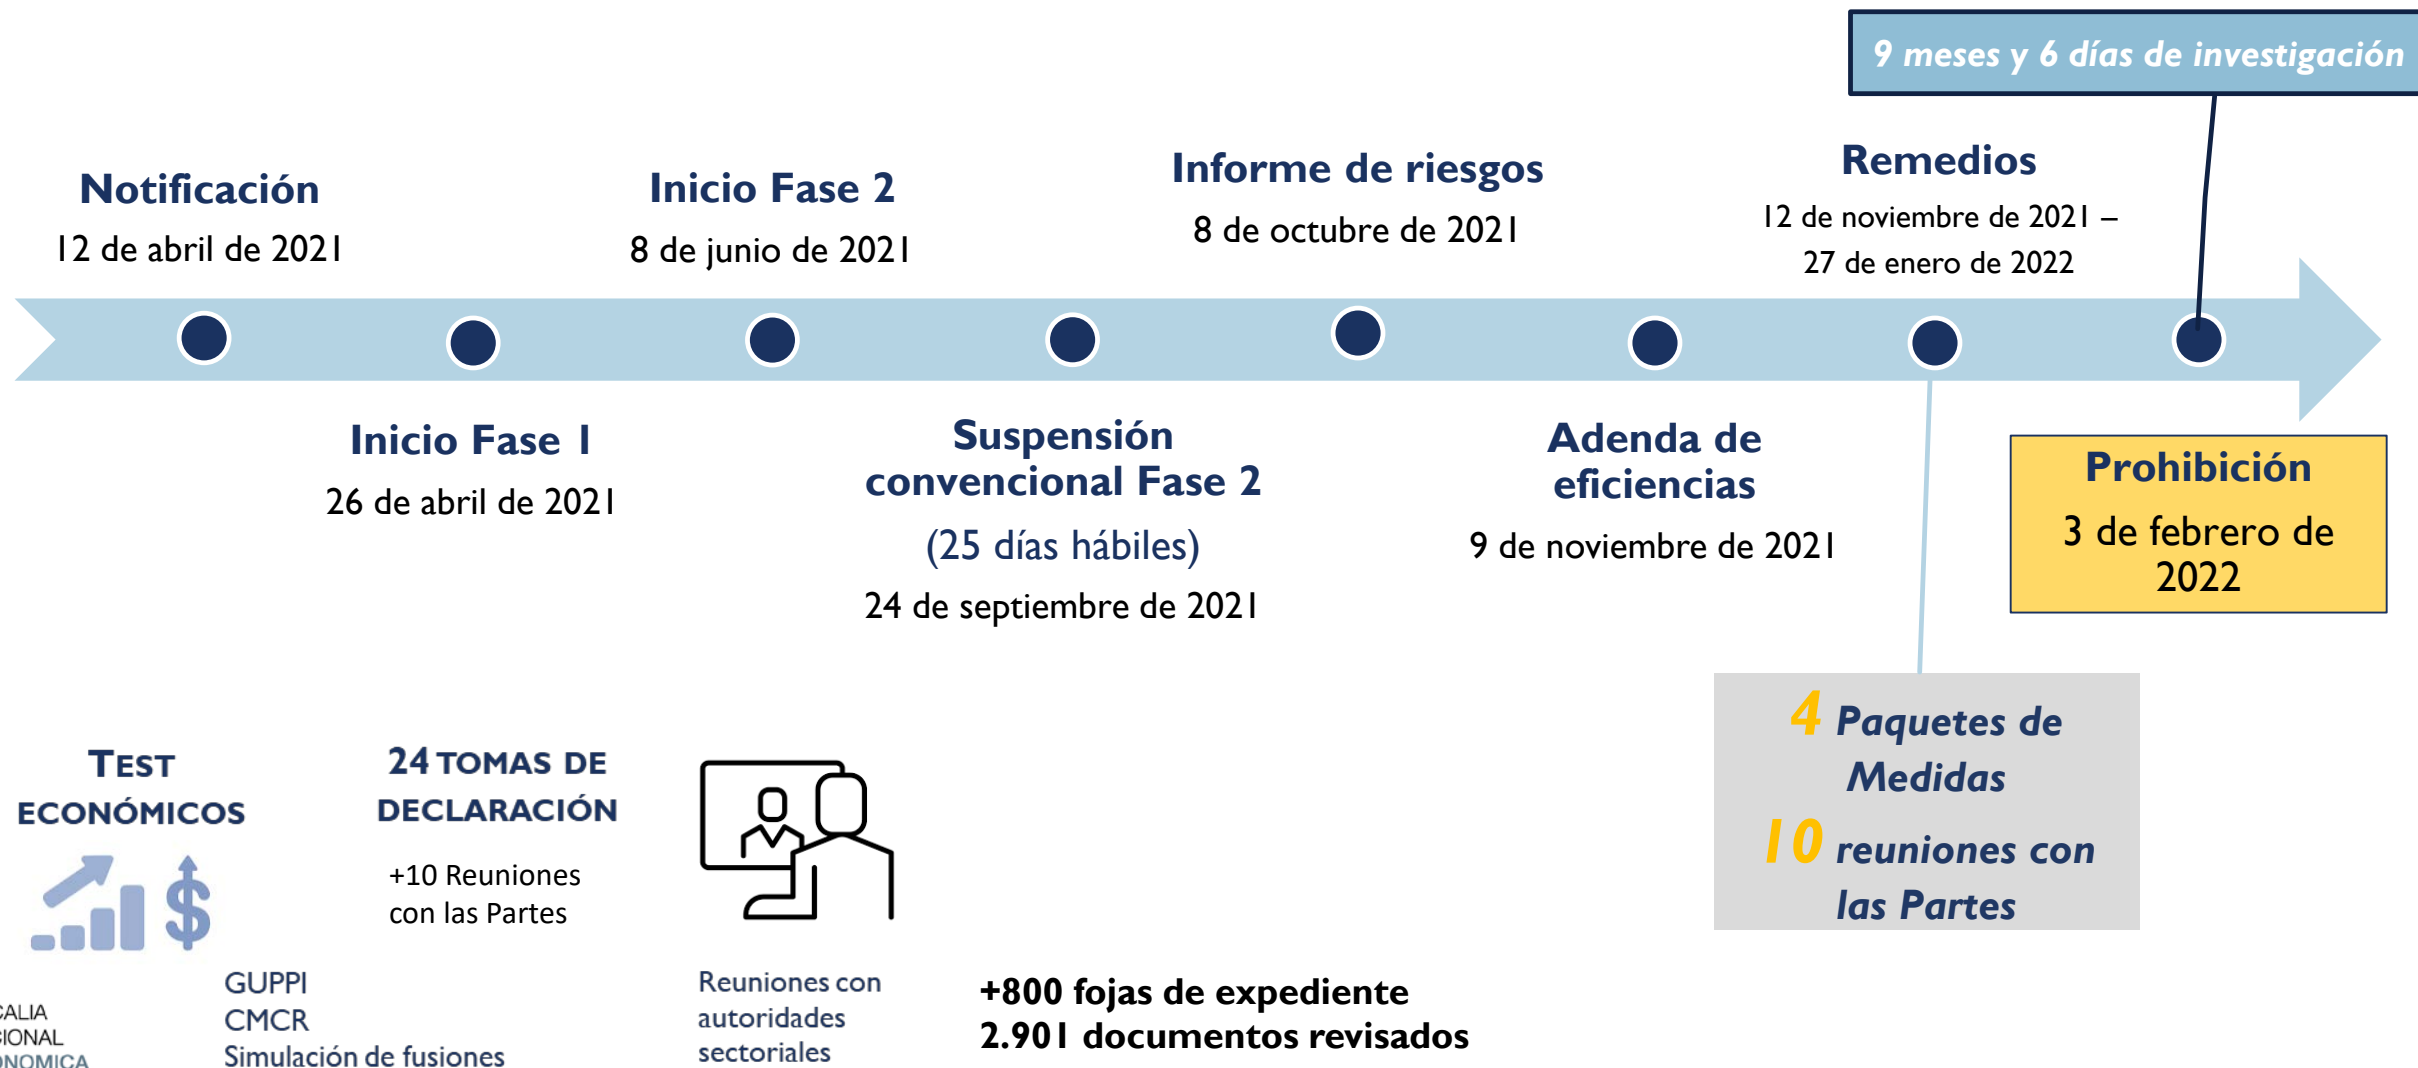 9 meses y 6 días de investigación
Notificación
12 de abril de 2021
Inicio Fase 2
8 de junio de 2021
Informe de riesgos
8 de octubre de 2021
Remedios
12 de noviembre de 2021 –
27 de enero de 2022
Inicio Fase 1
26 de abril de 2021
Suspensión
convencional Fase 2
(25 días hábiles)
24 de septiembre de 2021
Adenda de
eficiencias
9 de noviembre de 2021
Prohibición
3 de febrero de
2022
4 Paquetes de
Medidas
10 reuniones con
las Partes
TEST
ECONÓMICOS
$
24 TOMAS DE
DECLARACIÓN
+10 Reuniones
con las Partes
GUPPI
CMCR
Simulación de fusiones
Reuniones con
autoridades
sectoriales
+800 fojas de expediente
2.901 documentos revisados